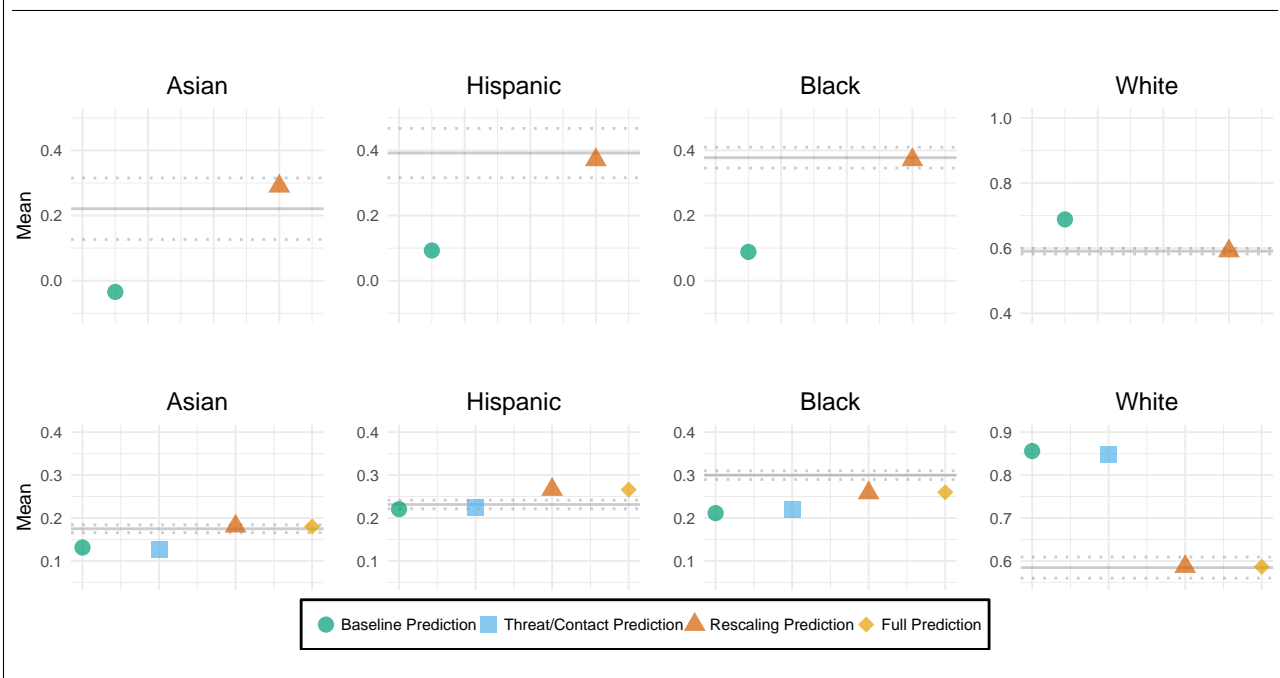 Asian Hispanic Black White
Mean
0.4 0.4 0.4 1.0
0.2 0.2 0.2 0.8
0.0 0.0 0.0 0.6
0.4
Asian Hispanic Black White
Mean
0.4 0.4 0.4 0.9
0.3 0.3 0.3 0.8
0.2 0.2 0.2 0.7
0.1 0.1 0.1 0.6
Baseline Prediction Threat/Contact Prediction Rescaling Prediction Full Prediction